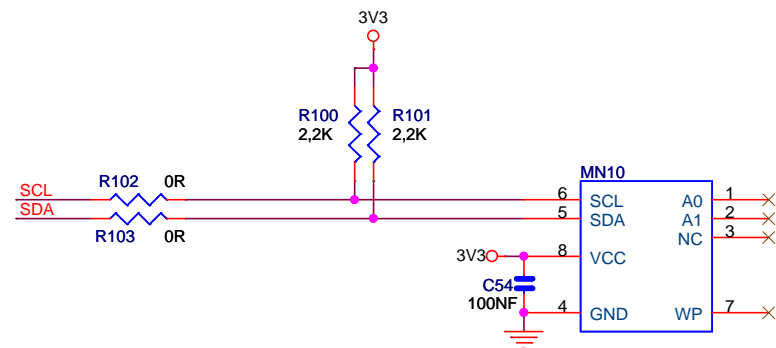 3V3
R100 R101
2,2K 2,2K
R102 0R
SCL
SDA
R103 0R
MN10
6 SCL A0 1
5 SDA A1 2
NC 3
3V3 8 VCC
C54
100NF
4 GND WP 7